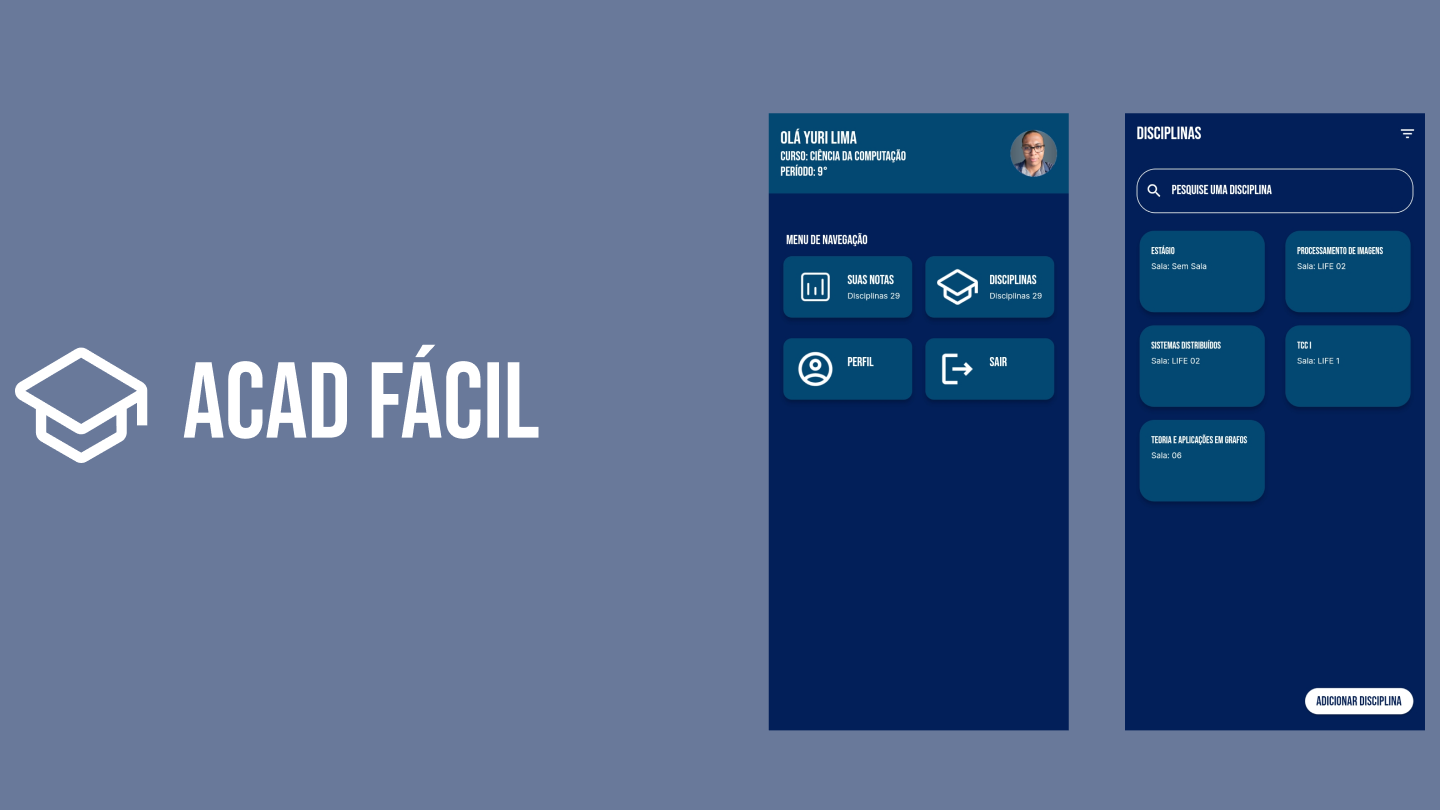 ACAD FÁCIL
OLÁ YURI LIMA
CURSO: CIÊNCIA DA COMPUTAÇÃO
PERÍODO: 9°
MENU DE NAVEGAÇÃO
SUAS NOTAS
Disciplinas 29
DISCIPLINAS
Disciplinas 29
PERFIL
SAIR
DISCIPLINAS
PESQUISE UMA DISCIPLINA
ESTÁGIO
Sala: Sem Sala
PROCESSAMENTO DE IMAGENS
Sala: LIFE 02
SISTEMAS DISTRIBUÍDOS
Sala: LIFE 02
TCC I
Sala: LIFE 1
TEORIA E APLICAÇÕES EM GRAFOS
Sala: 06
ADICIONAR DISCIPLINA